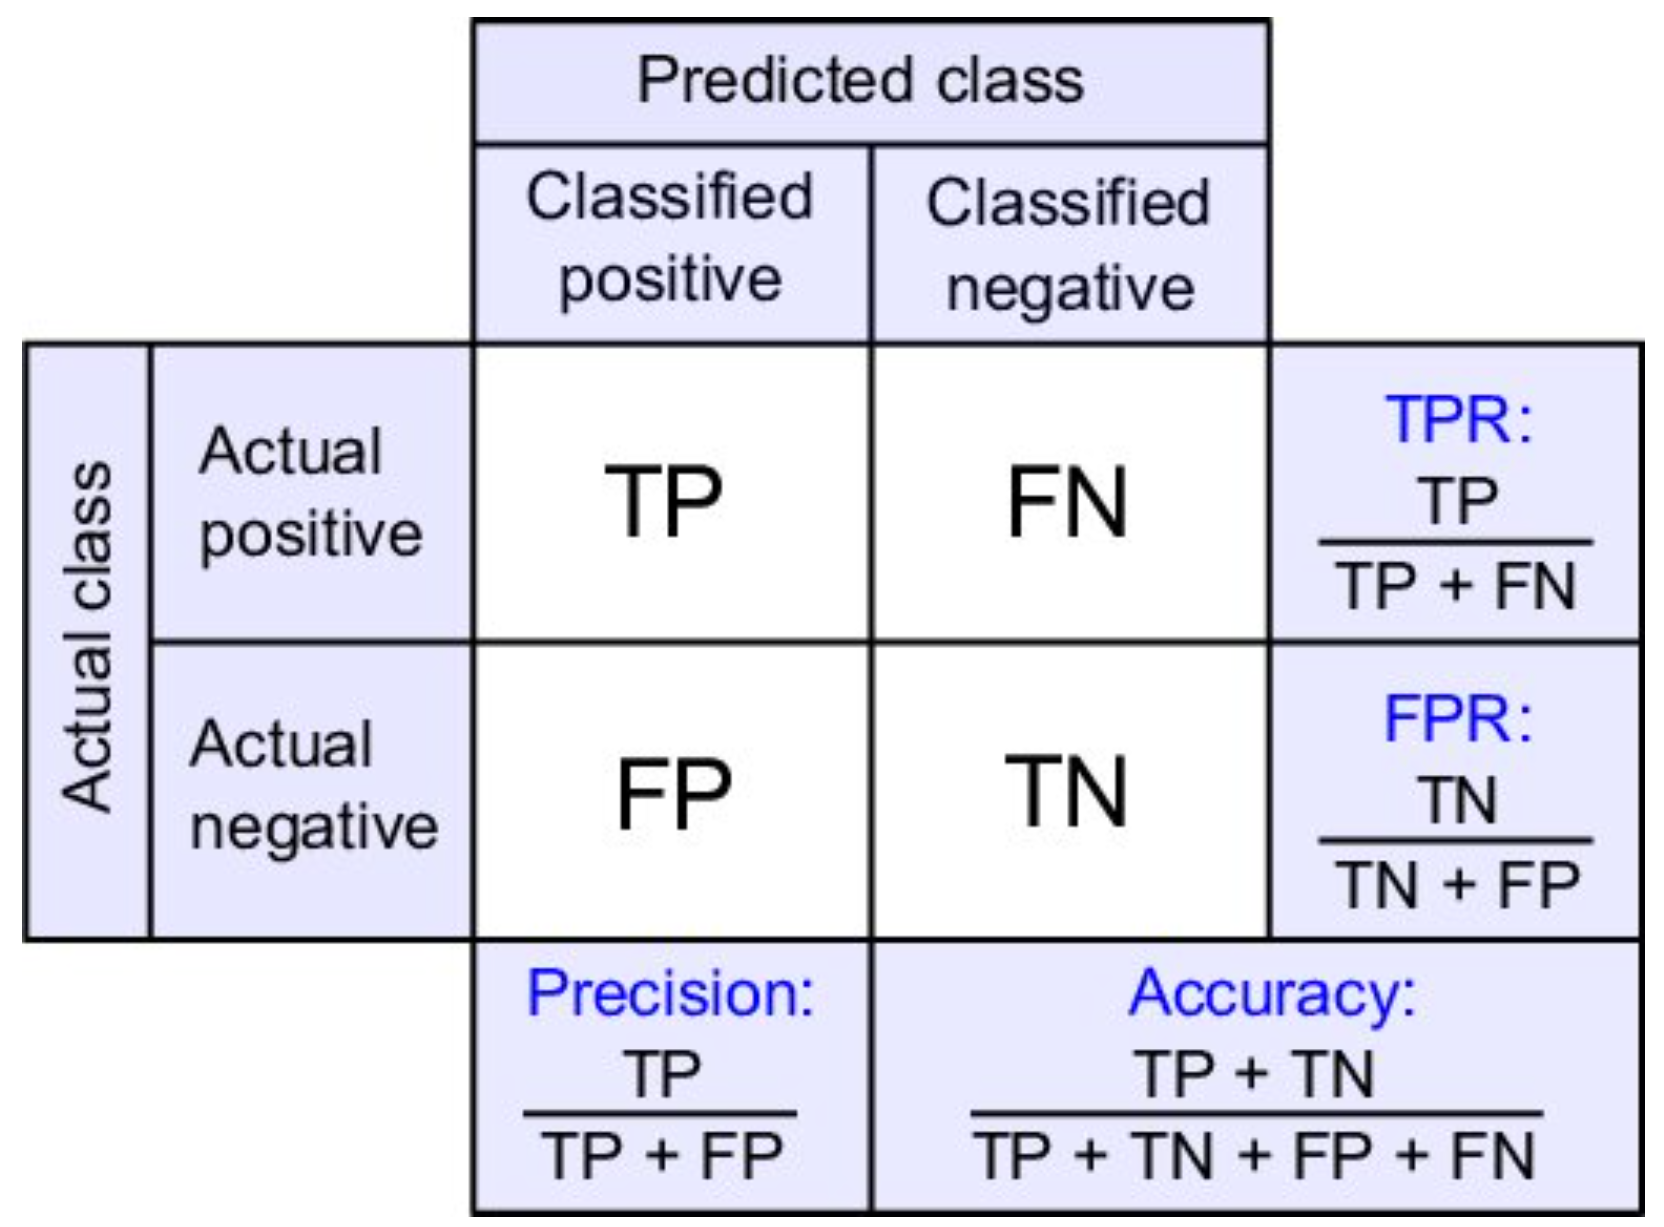 Predicted class
Classified
positive
Classified
negative
Actual class
Actual
positive
TP
FN
TPR:
TP
TP + FN
Actual
negative
FP
TN
FPR:
TN
TN + FP
Precision:
TP
TP + FP
Accuracy:
TP + TN
TP + TN + FP + FN